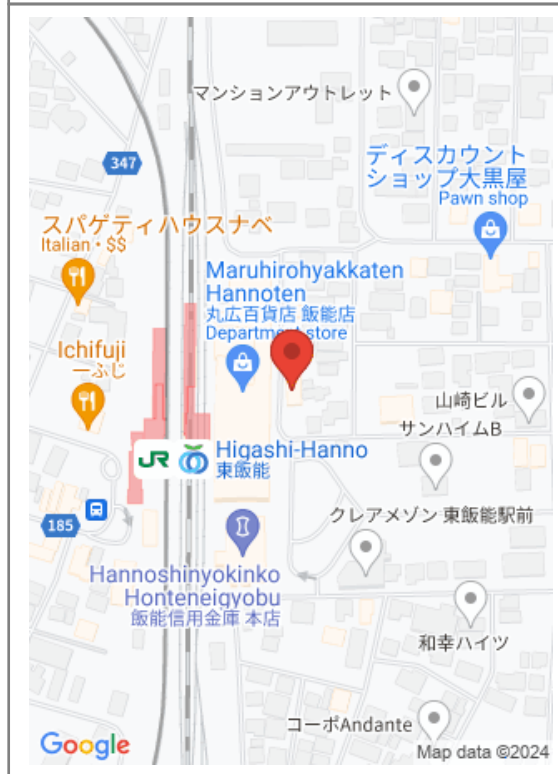 マンションアウトレット
347
ディスカウント
ショップ大黒屋
Pawn shop
スパゲティハウスナベ
Italian・$$
Maruhirohyakkaten
Hannoten
丸広百貨店 飯能店
Department store
Ichifuji
一ふじ
山崎ビル
サンハイムB
JR
Higashi-Hanno
東飯能
185
クレアメゾン 東飯能駅前
Hannoshinyokinko
Honteneigyobu
飯能信用金庫 本店
和幸ハイツ
コーポAndante
Google
Map data ©2024